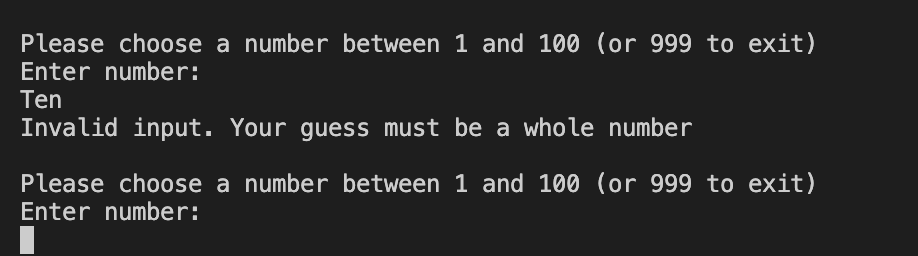 Please choose a number between 1 and 100 (or 999 to exit)
Enter number:
Ten
Invalid input. Your guess must be a whole number
Please choose a number between 1 and 100 (or 999 to exit)
Enter number: